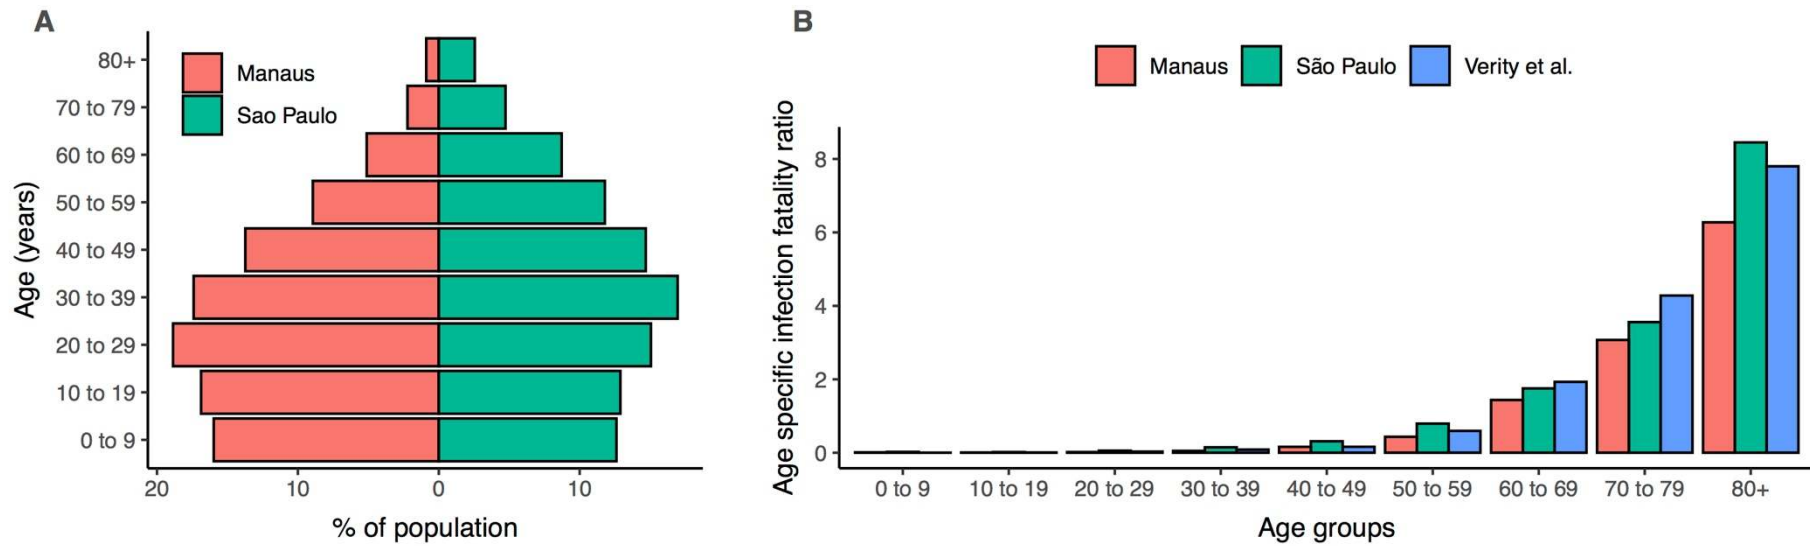 A
Manaus
Sao Paulo
Age (years)
80+
70 to 79
60 to 69
50 to 59
40 to 49
30 to 39
20 to 29
10 to 19
0 to 9
20 10 0 10
% of population
B
Manaus São Paulo Verity et al.
Age specific infection fatality ratio
8
6
4
2
0
0 to 9 10 to 19 20 to 29 30 to 39 40 to 49 50 to 59 60 to 69 70 to 79 80+
Age groups